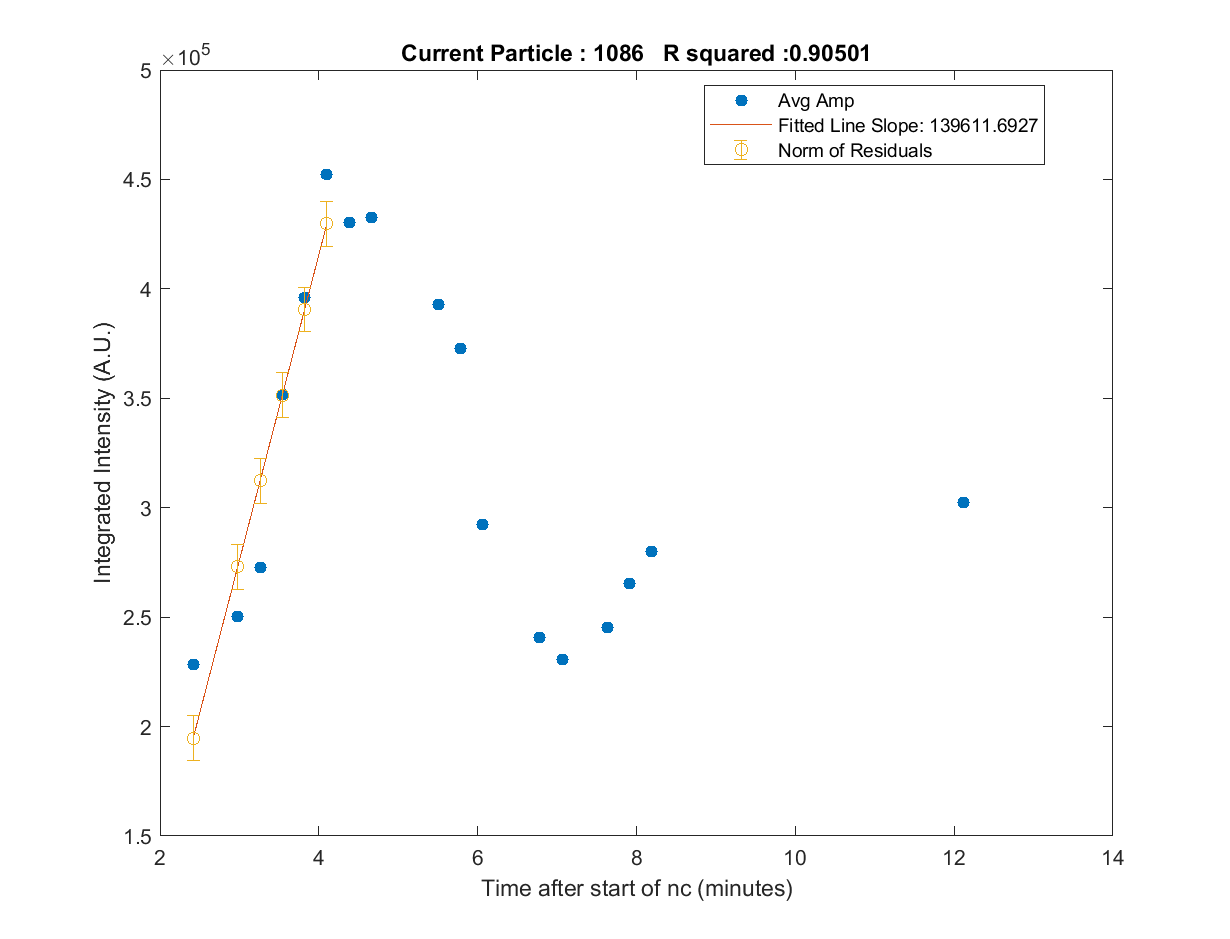 Current Particle : 1086   R squared :0.90501
×10^5
5
4.5
4
3.5
3
2.5
2
1.5
Integrated Intensity (A.U.)
Avg Amp
Fitted Line Slope: 139611.6927
Norm of Residuals
2 4 6 8 10 12 14
Time after start of nc (minutes)